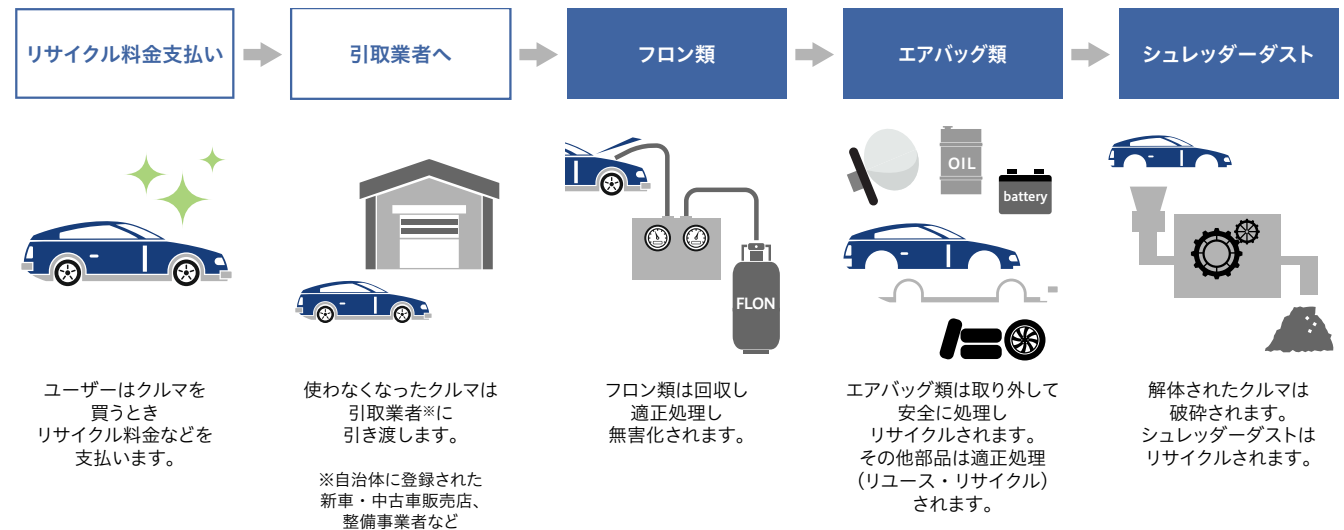 リサイクル料金支払い
引取業者へ
フロン類
エアバッグ類
シュレッダーダスト
FLON
OIL
battery
ユーザーはクルマを
買うとき
リサイクル料金などを
支払います。
使わなくなったクルマは
引取業者※に
引き渡します。
※自治体に登録された
新車・中古車販売店、
整備事業者など
フロン類は回収し
適正処理し
無害化されます。
エアバッグ類は取り外して
安全に処理し
リサイクルされます。
その他部品は適正処理
(リユース・リサイクル)
されます。
解体されたクルマは
破砕されます。
シュレッダーダストは
リサイクルされます。